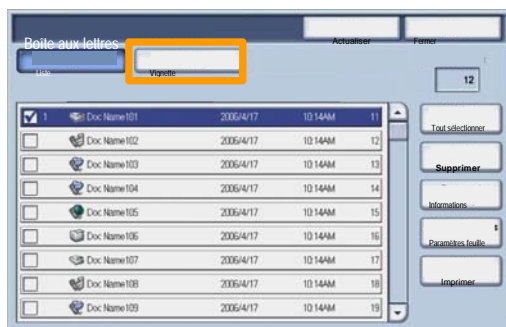 Boîte aux lettres
Actualiser
Fermer
Liste
Vignette
12
1 Doc Name101 2006/4/17 10:14AM 11
Doc Name102 2006/4/17 10:14AM 12
Doc Name103 2006/4/17 10:14AM 13
Doc Name104 2006/4/17 10:14AM 14
Doc Name105 2006/4/17 10:14AM 15
Doc Name106 2006/4/17 10:14AM 16
Doc Name107 2006/4/17 10:14AM 17
Doc Name108 2006/4/17 10:14AM 18
Doc Name109 2006/4/17 10:14AM 19
Tout sélectionner
Supprimer
Informations
Paramètres feuille
Imprimer